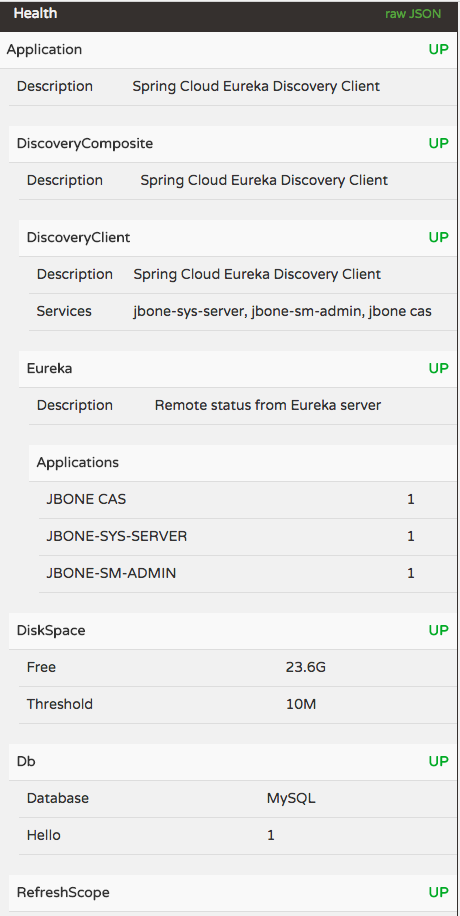 Health raw JSON
Application UP
Description Spring Cloud Eureka Discovery Client
DiscoveryComposite UP
Description Spring Cloud Eureka Discovery Client
DiscoveryClient UP
Description Spring Cloud Eureka Discovery Client
Services jbone-sys-server, jbone-sm-admin, jbone cas
Eureka UP
Description Remote status from Eureka server
Applications
JBONE CAS 1
JBONE-SYS-SERVER 1
JBONE-SM-ADMIN 1
DiskSpace UP
Free 23.6G
Threshold 10M
Db UP
Database MySQL
Hello 1
RefreshScope UP